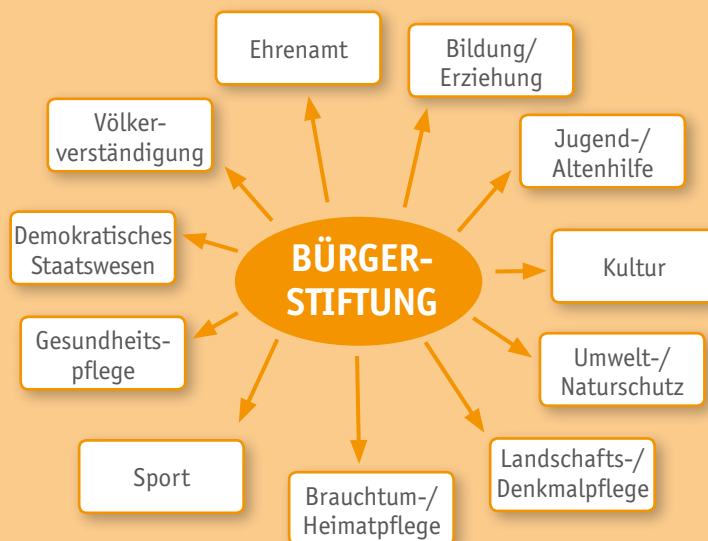 Ehrenamt
Bildung/
Erziehung
Völker-
verständigung
Jugend-/
Altenhilfe
Demokratisches
Staatswesen
BÜRGER-
STIFTUNG
Kultur
Gesundheits-
pflege
Umwelt-/
Naturschutz
Sport
Landschafts-/
Denkmalpflege
Brauchtum-/
Heimatpflege